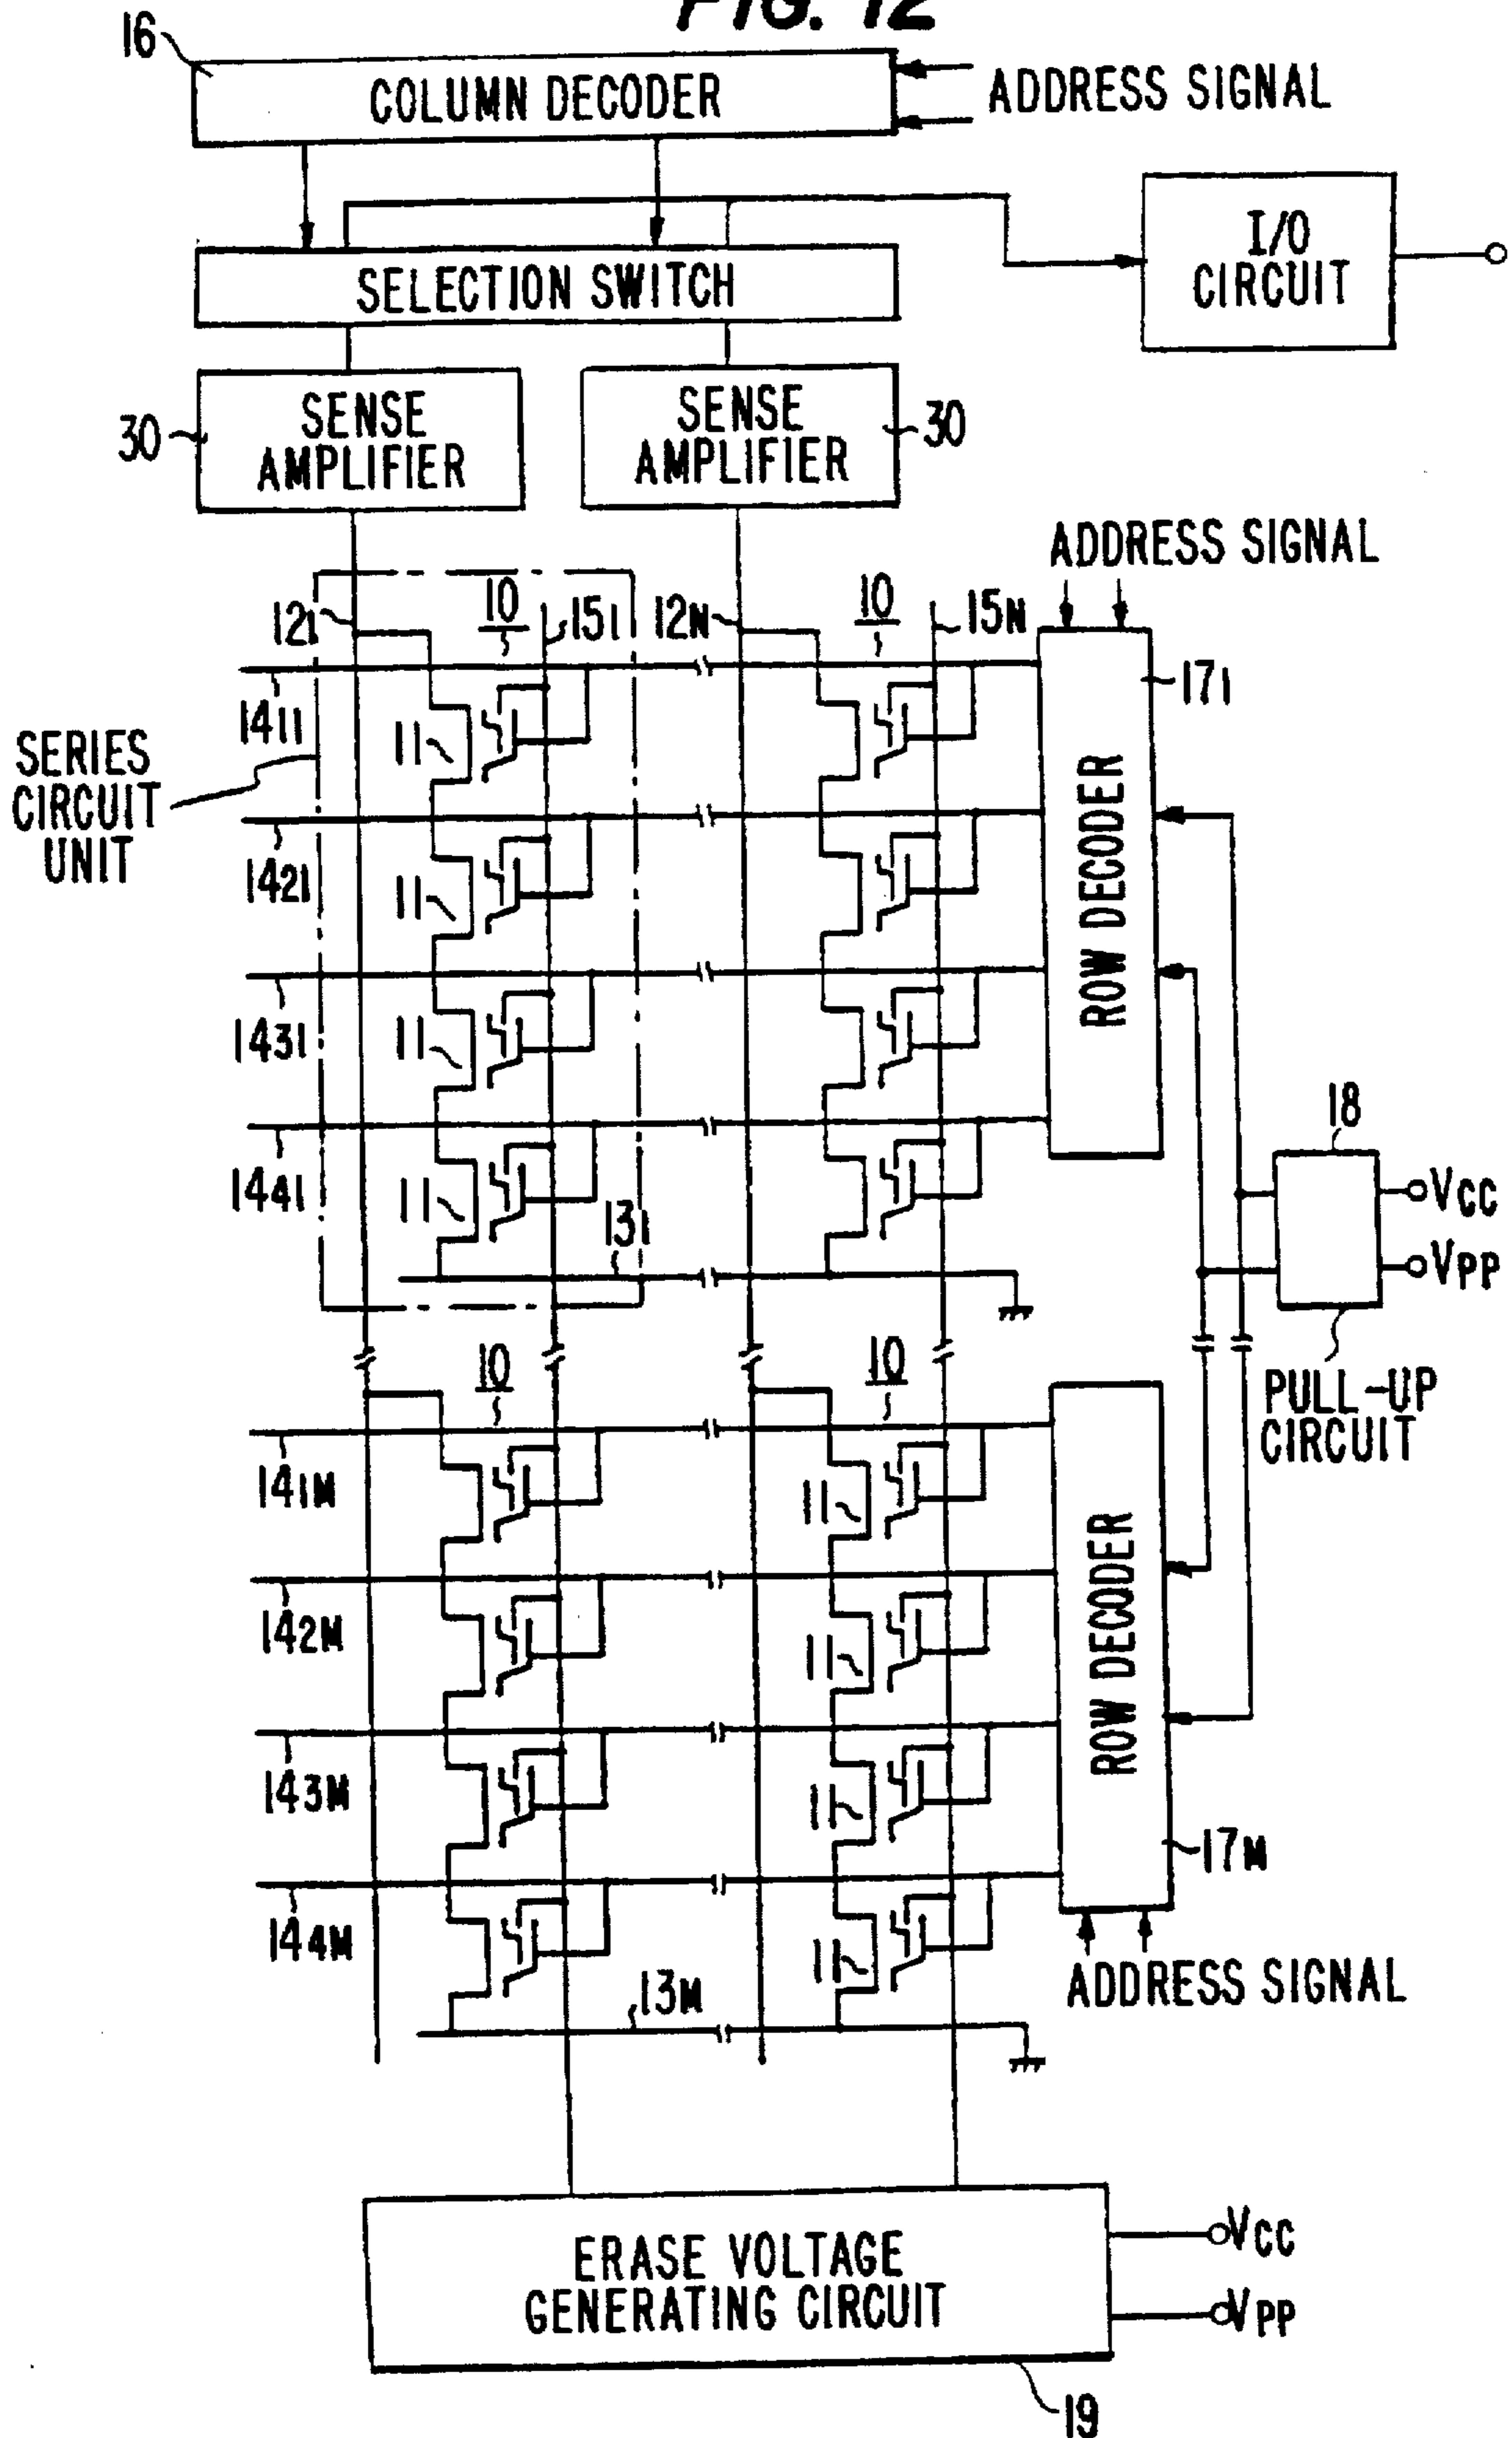 FIG. 12
16
COLUMN DECODER
ADDRESS SIGNAL
SELECTION SWITCH
I/O
CIRCUIT
30
SENSE
AMPLIFIER
SENSE
AMPLIFIER
30
ADDRESS SIGNAL
121
10
151
12N
10
15N
171
1411
11
SERIES
CIRCUIT
UNIT
ROW DECODER
1421
11
1431
11
1441
11
131
18
VCC
VPP
PULL-UP
CIRCUIT
10
10
141M
11
142M
11
ROW DECODER
143M
11
17M
144M
11
13M
ADDRESS SIGNAL
ERASE VOLTAGE
GENERATING CIRCUIT
VCC
VPP
19